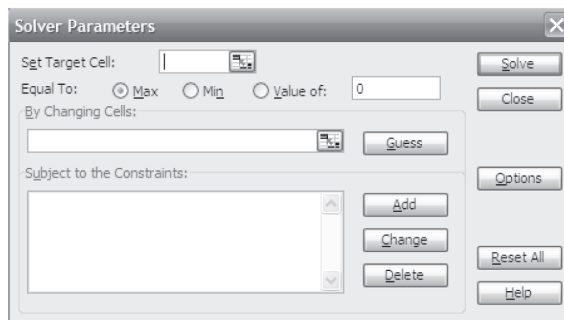 Solver Parameters
Set Target Cell:
Solve
Equal To: Max Min Value of: 0
Close
By Changing Cells:
Guess
Subject to the Constraints:
Options
Add
Change
Reset All
Delete
Help